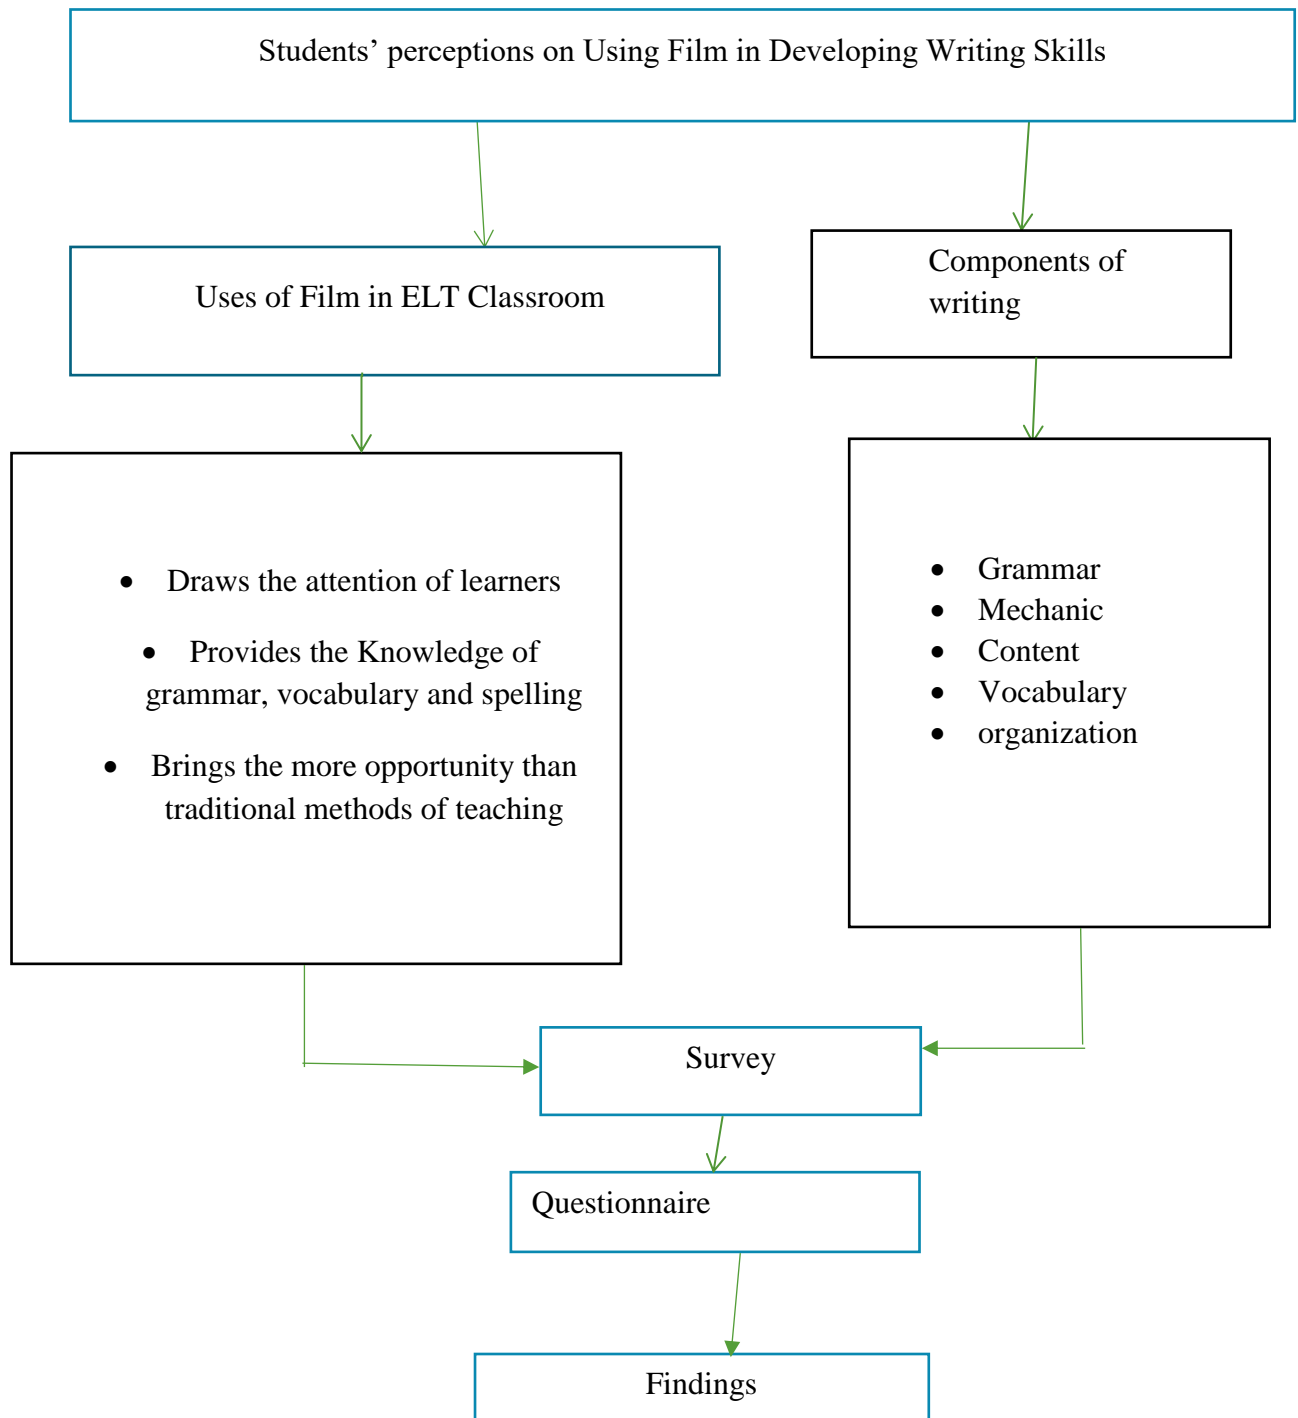 Students’ perceptions on Using Film in Developing Writing Skills
Uses of Film in ELT Classroom
Components of
writing
• Draws the attention of learners
• Provides the Knowledge of
grammar, vocabulary and spelling
• Brings the more opportunity than
traditional methods of teaching
• Grammar
• Mechanic
• Content
• Vocabulary
• organization
Survey
Questionnaire
Findings